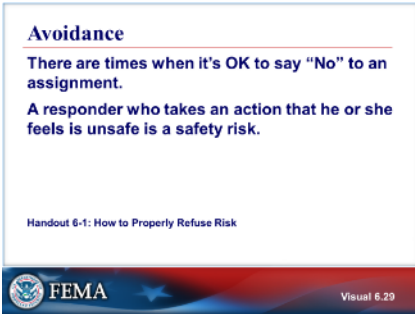 Avoidance
There are times when it's OK to say “No” to an
assignment.
A responder who takes an action that he or she
feels is unsafe is a safety risk.
Handout 6-1: How to Properly Refuse Risk
FEMA
Visual 6.29